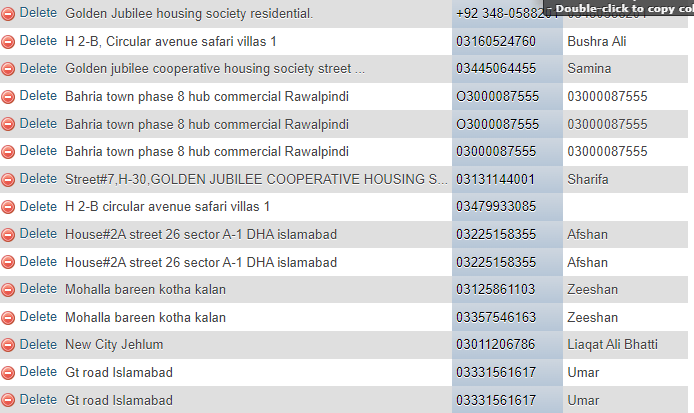 Delete Golden Jubilee housing society residential. +92 348-0588201
Double-click to copy col
Delete H 2-B, Circular avenue safari villas 1 03160524760 Bushra Ali
Delete Golden jubilee cooperative housing society street ... 03445064455 Samina
Delete Bahria town phase 8 hub commercial Rawalpindi O3000087555 03000087555
Delete Bahria town phase 8 hub commercial Rawalpindi O3000087555 03000087555
Delete Bahria town phase 8 hub commercial Rawalpindi 03000087555 03000087555
Delete Street#7,H-30,GOLDEN JUBILEE COOPERATIVE HOUSING S... 03131144001 Sharifa
Delete H 2-B circular avenue safari villas 1 03479933085
Delete House#2A street 26 sector A-1 DHA islamabad 03225158355 Afshan
Delete House#2A street 26 sector A-1 DHA islamabad 03225158355 Afshan
Delete Mohalla bareen kotha kalan 03125861103 Zeeshan
Delete Mohalla bareen kotha kalan 03357546163 Zeeshan
Delete New City Jehlum 03011206786 Liaqat Ali Bhatti
Delete Gt road Islamabad 03331561617 Umar
Delete Gt road Islamabad 03331561617 Umar